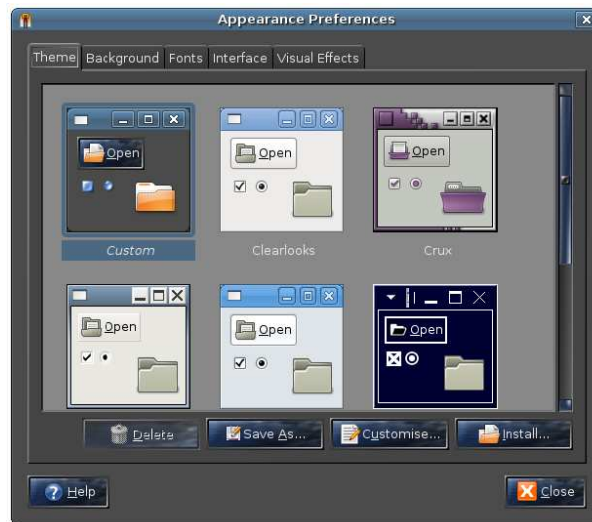 Appearance Preferences
Theme Background Fonts Interface Visual Effects
Open Open Open
Custom Clearlooks Crux
Open Open Open
Delete Save As... Customise... Install...
Help Close